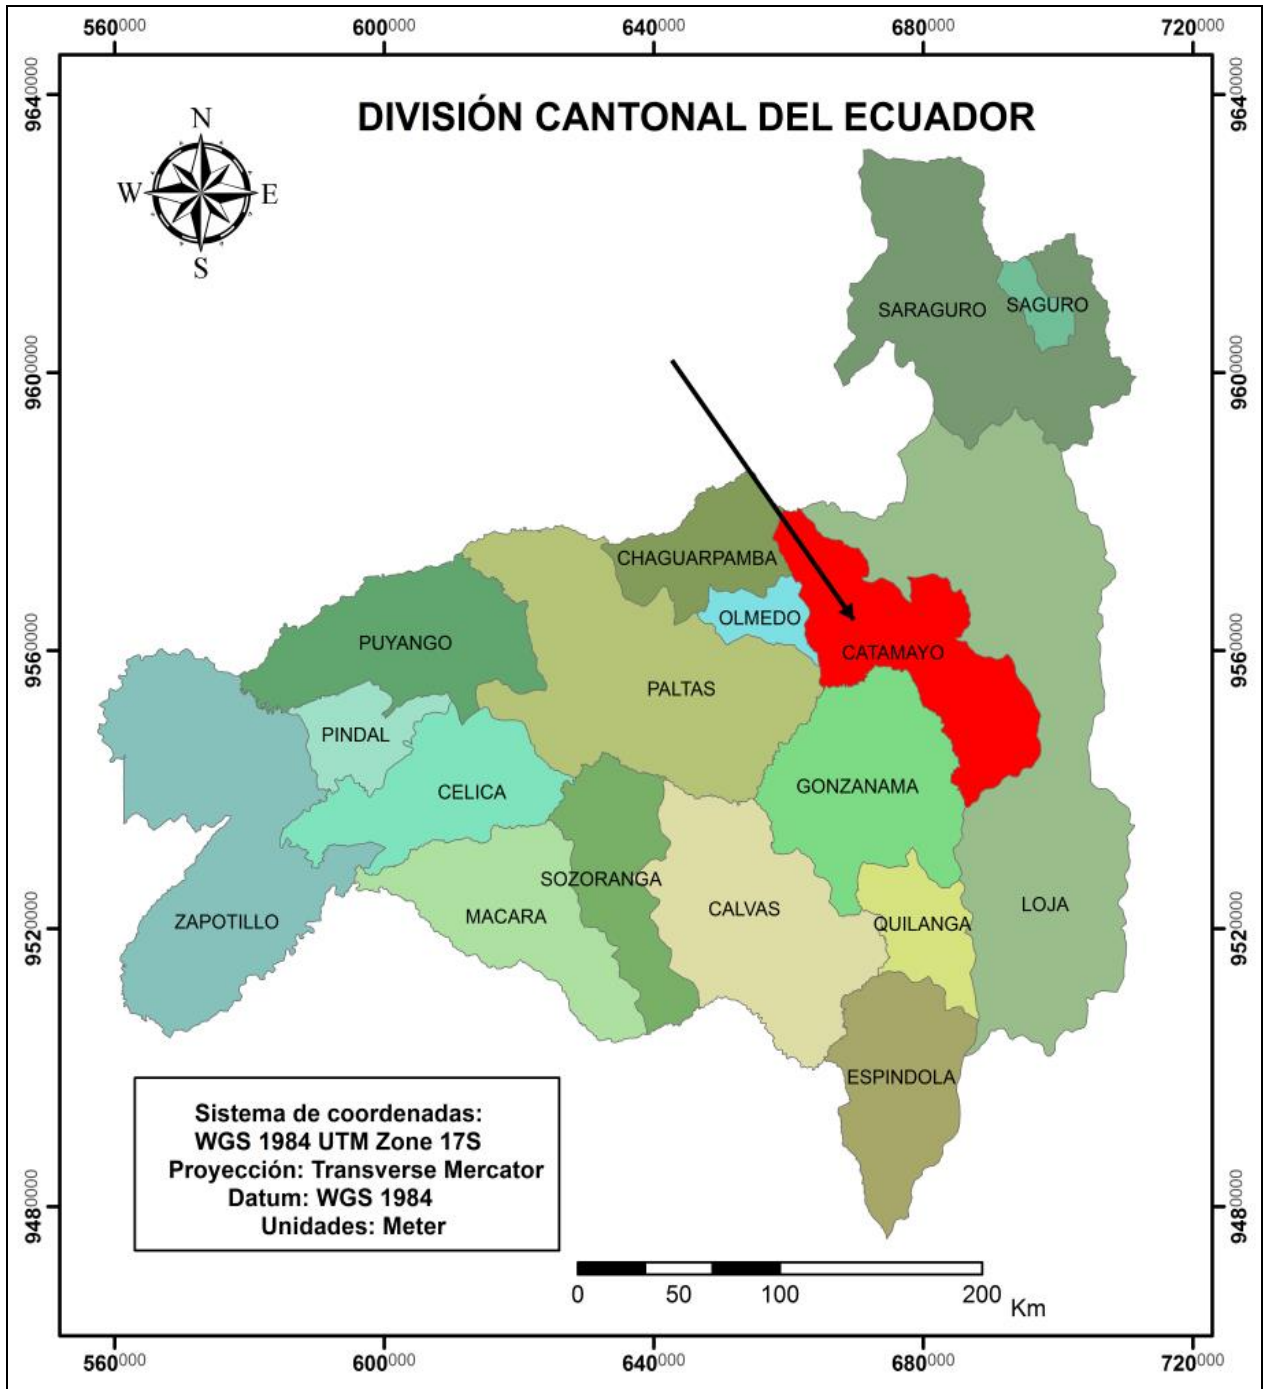 560000 600000 640000 680000 720000
DIVISIÓN CANTONAL DEL ECUADOR
N
W E
S
9640000 9640000
SARAGURO SAGURO
9600000 9600000
CHAGUARPAMBA
OLMEDO
PUYANGO
CATAMAYO
9560000 9560000
PALTAS
PINDAL
GONZANAMA
CELICA
SOZORANGA
LOJA
CALVAS
MACARA
ZAPOTILLO
QUILANGA
9520000 9520000
ESPINDOLA
Sistema de coordenadas:
WGS 1984 UTM Zone 17S
Proyección: Transverse Mercator
Datum: WGS 1984
Unidades: Meter
9480000 9480000
0 50 100 200
Km
560000 600000 640000 680000 720000